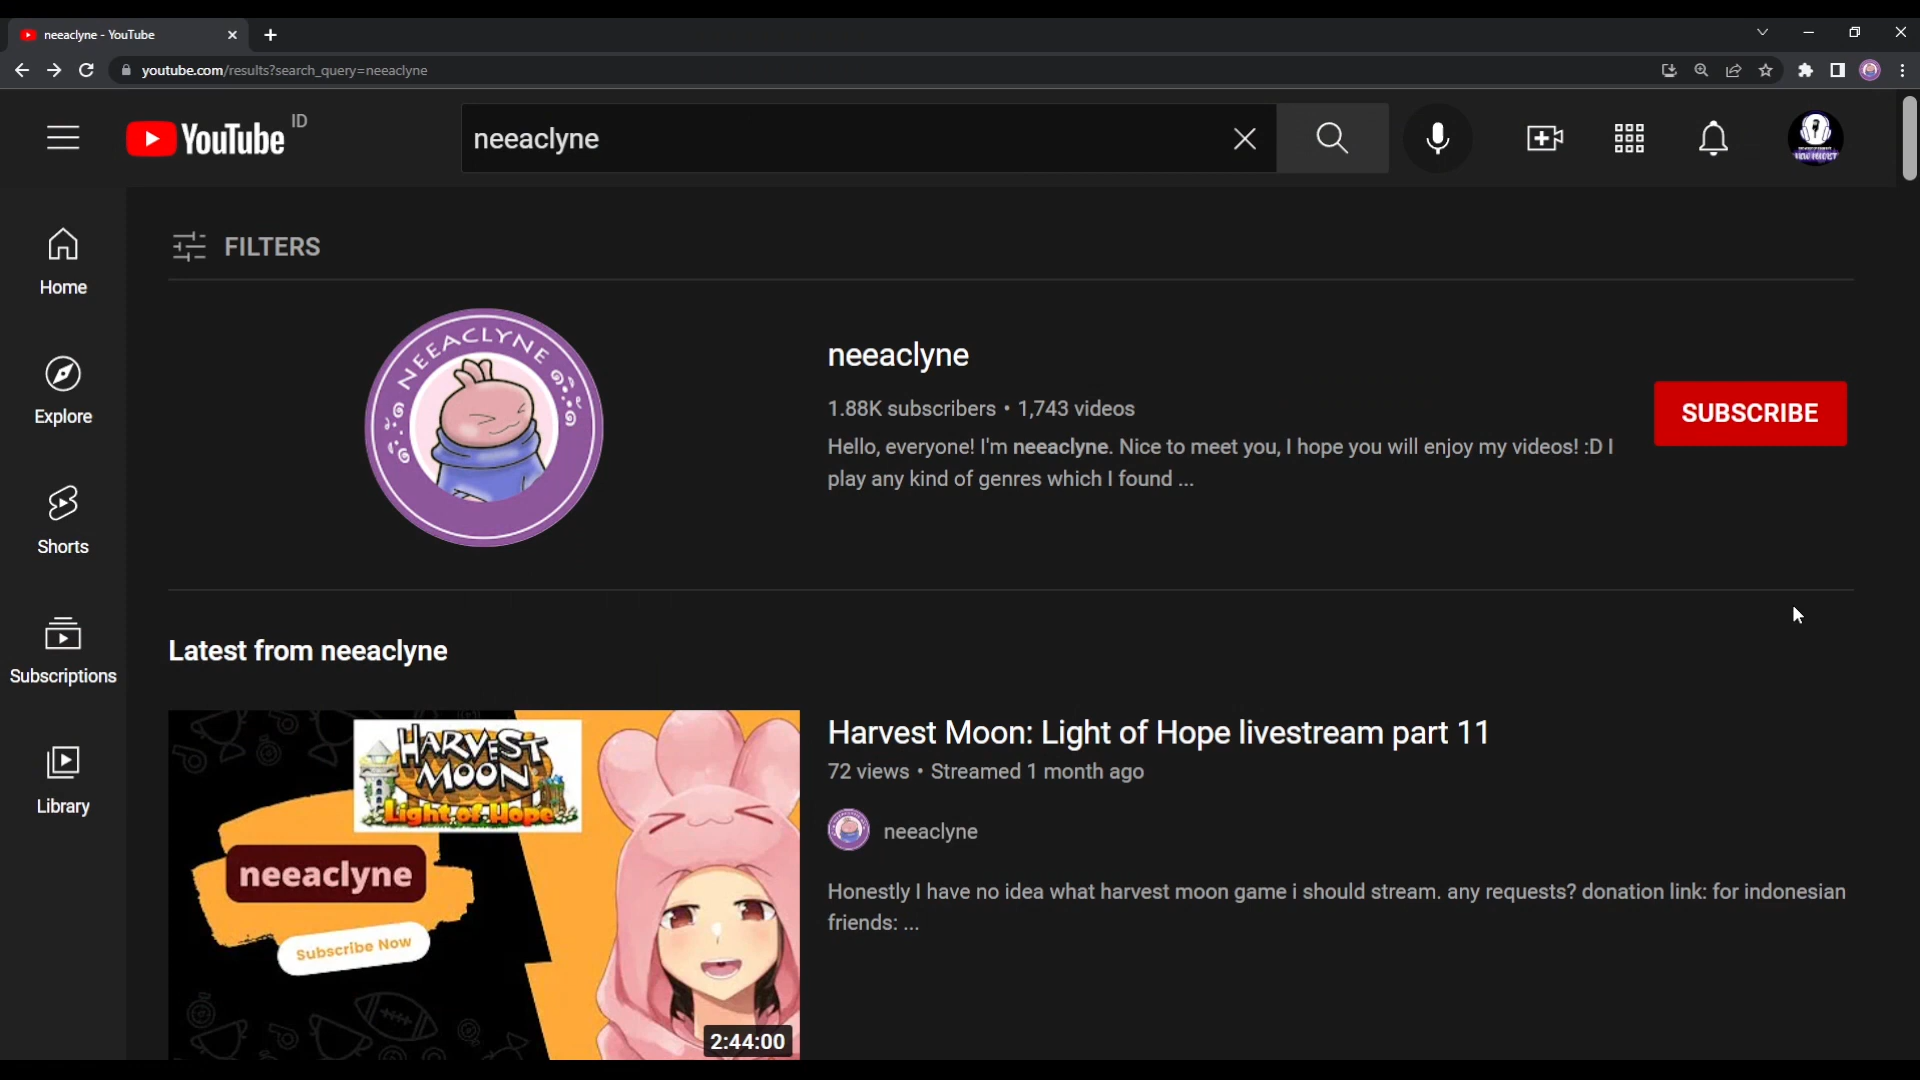 neeaclyne - YouTube
youtube.com/results?search_query=neeaclyne
YouTube ID
neeaclyne
FILTERS
Home
Explore
Shorts
Subscriptions
Library
NEEACLYNE
neeaclyne
1.88K subscribers • 1,743 videos
Hello, everyone! I'm neeaclyne. Nice to meet you, I hope you will enjoy my videos! :D I
play any kind of genres which I found ...
SUBSCRIBE
Latest from neeaclyne
HARVEST
MOON
Light of Hope
neeaclyne
Subscribe Now
2:44:00
Harvest Moon: Light of Hope livestream part 11
72 views • Streamed 1 month ago
neeaclyne
Honestly I have no idea what harvest moon game i should stream. any requests? donation link: for indonesian
friends: ...